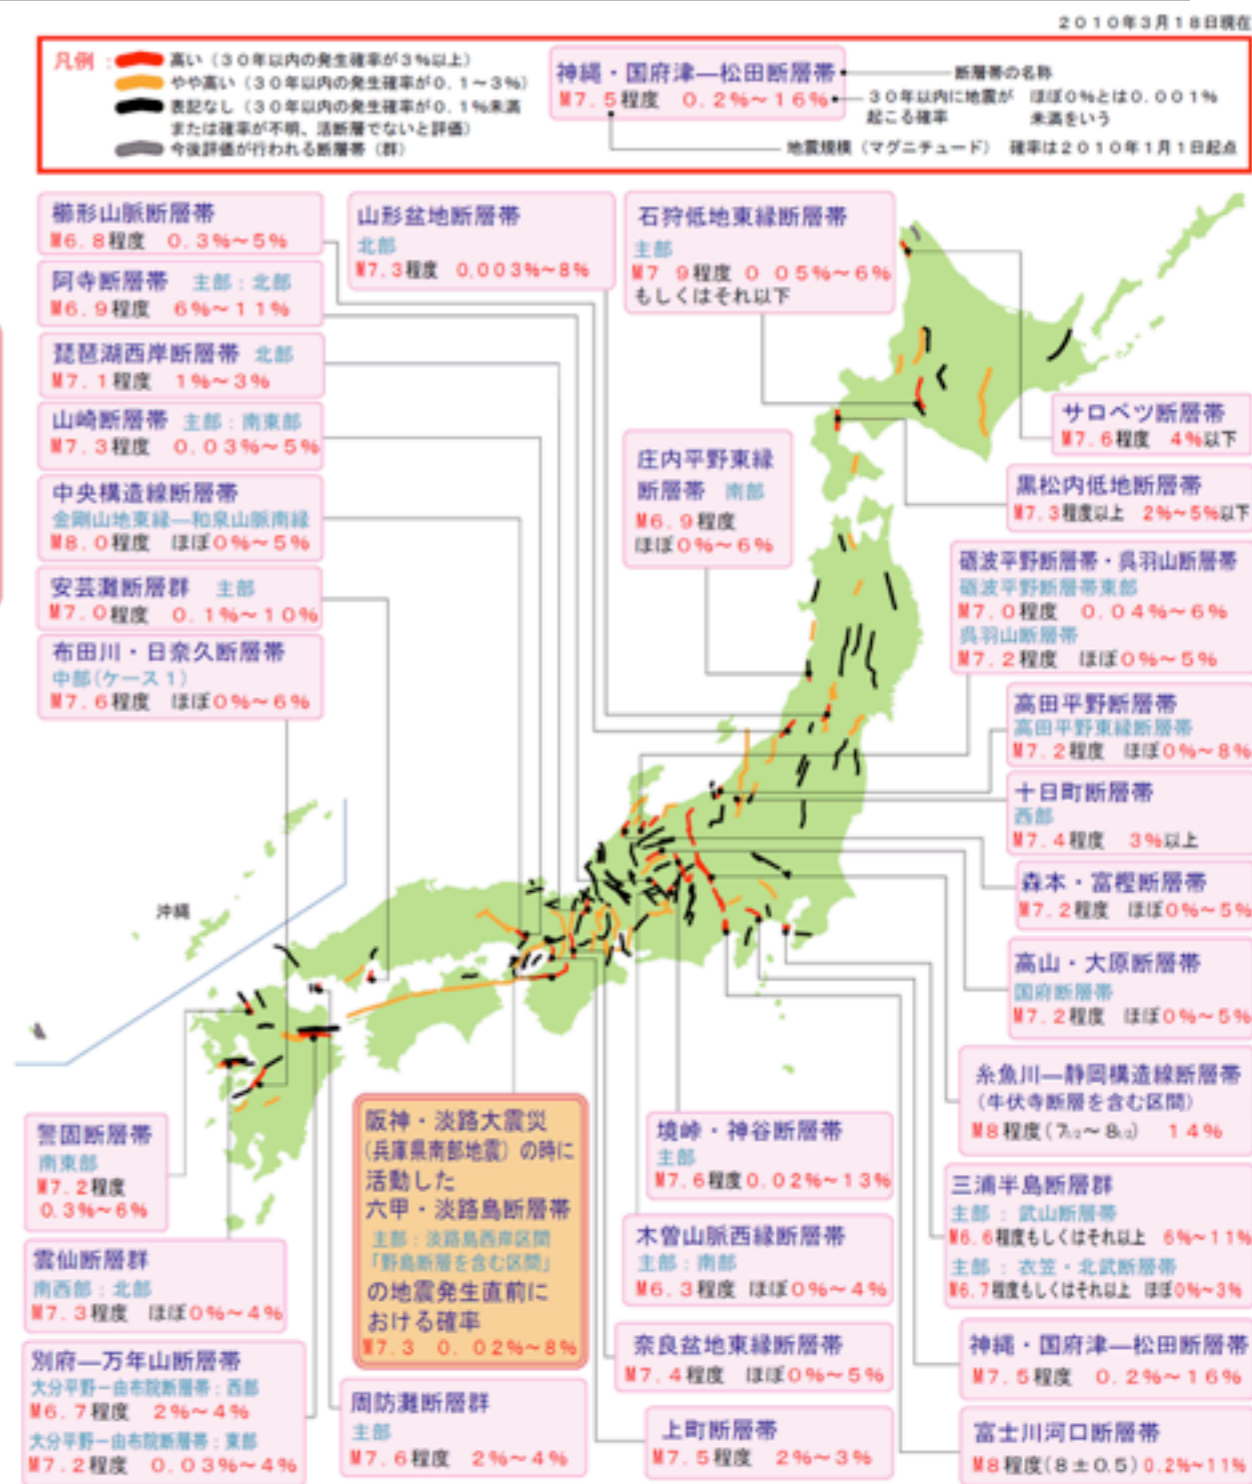 2010年3月18日現在
凡例：
高い（30年以内の発生確率が3%以上）
やや高い（30年以内の発生確率が0.1～3%）
表記なし（30年以内の発生確率が0.1%未満
または確率が不明、活断層でないと評価）
今後評価が行われる断層帯（群）
神縄・国府津―松田断層帯
M7.5程度 0.2%～16%
断層帯の名称
30年以内に地震が
起こる確率
ほぼ0%とは0.001%
未満をいう
地震規模（マグニチュード） 確率は2010年1月1日起点
櫛形山脈断層帯
M6.8程度 0.3%～5%
阿寺断層帯 主部：北部
M6.9程度 6%～11%
琵琶湖西岸断層帯 北部
M7.1程度 1%～3%
山崎断層帯 主部：南東部
M7.3程度 0.03%～5%
中央構造線断層帯
金剛山地東縁―和泉山脈南縁
M8.0程度 ほぼ0%～5%
安芸灘断層群 主部
M7.0程度 0.1%～10%
布田川・日奈久断層帯
中部(ケース1)
M7.6程度 ほぼ0%～6%
山形盆地断層帯
北部
M7.3程度 0.003%～8%
石狩低地東縁断層帯
主部
M7 9程度 0 05%～6%
もしくはそれ以下
庄内平野東縁
断層帯 南部
M6.9程度
ほぼ0%～6%
サロベツ断層帯
M7.6程度 4%以下
黒松内低地断層帯
M7.3程度以上 2%～5%以下
砺波平野断層帯・呉羽山断層帯
砺波平野断層帯東部
M7.0程度 0.04%～6%
呉羽山断層帯
M7.2程度 ほぼ0%～5%
高田平野断層帯
高田平野東縁断層帯
M7.2程度 ほぼ0%～8%
十日町断層帯
西部
M7.4程度 3%以上
森本・富樫断層帯
M7.2程度 ほぼ0%～5%
高山・大原断層帯
国府断層帯
M7.2程度 ほぼ0%～5%
糸魚川―静岡構造線断層帯
(牛伏寺断層を含む区間)
M8程度(7 1/2～8 1/2) 14%
三浦半島断層群
主部：武山断層帯
M6.6程度もしくはそれ以上 6%～11%
主部：衣笠・北武断層帯
M6.7程度もしくはそれ以上 ほぼ0%～3%
神縄・国府津―松田断層帯
M7.5程度 0.2%～16%
富士川河口断層帯
M8程度(8±0.5) 0.2%～11%
沖縄
警固断層帯
南東部
M7.2程度
0.3%～6%
雲仙断層群
南西部：北部
M7.3程度 ほぼ0%～4%
別府―万年山断層帯
大分平野―由布院断層帯：西部
M6.7程度 2%～4%
大分平野―由布院断層帯：東部
M7.2程度 0.03%～4%
阪神・淡路大震災
(兵庫県南部地震)の時に
活動した
六甲・淡路島断層帯
主部：淡路島西岸区間
「野島断層を含む区間」
の地震発生直前に
おける確率
M7.3 0.02%～8%
周防灘断層群
主部
M7.6程度 2%～4%
境峠・神谷断層帯
主部
M7.6程度 0.02%～13%
木曽山脈西縁断層帯
主部：南部
M6.3程度 ほぼ0%～4%
奈良盆地東縁断層帯
M7.4程度 ほぼ0%～5%
上町断層帯
M7.5程度 2%～3%